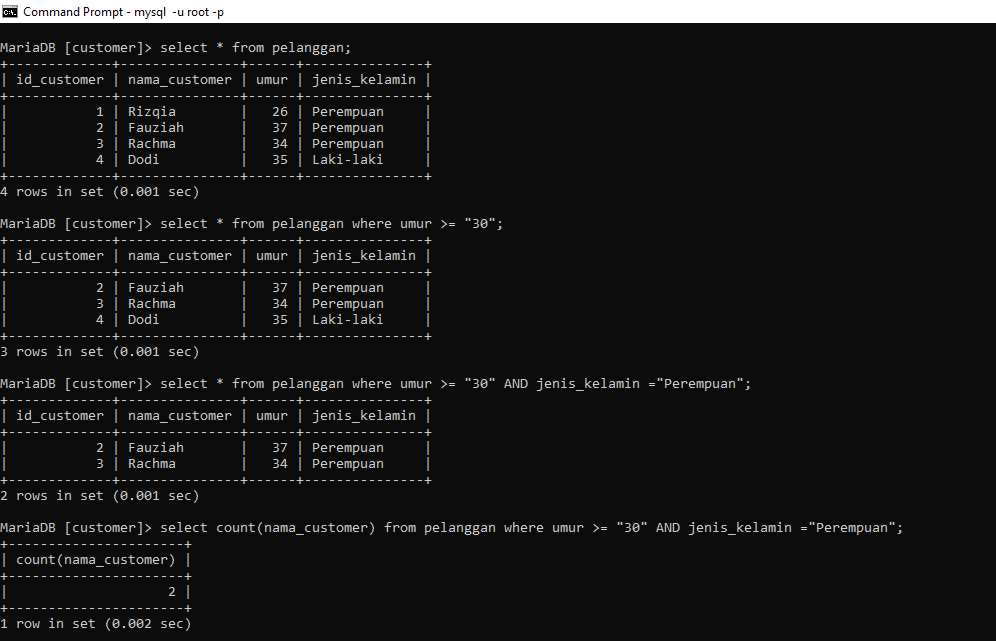 Command Prompt - mysql -u root -p
MariaDB [customer]> select * from pelanggan;
+-------------+---------------+------+---------------+
| id_customer | nama_customer | umur | jenis_kelamin |
+-------------+---------------+------+---------------+
|           1 | Rizqia        |   26 | Perempuan     |
|           2 | Fauziah       |   37 | Perempuan     |
|           3 | Rachma        |   34 | Perempuan     |
|           4 | Dodi          |   35 | Laki-laki     |
+-------------+---------------+------+---------------+
4 rows in set (0.001 sec)
MariaDB [customer]> select * from pelanggan where umur >= "30";
+-------------+---------------+------+---------------+
| id_customer | nama_customer | umur | jenis_kelamin |
+-------------+---------------+------+---------------+
|           2 | Fauziah       |   37 | Perempuan     |
|           3 | Rachma        |   34 | Perempuan     |
|           4 | Dodi          |   35 | Laki-laki     |
+-------------+---------------+------+---------------+
3 rows in set (0.001 sec)
MariaDB [customer]> select * from pelanggan where umur >= "30" AND jenis_kelamin ="Perempuan";
+-------------+---------------+------+---------------+
| id_customer | nama_customer | umur | jenis_kelamin |
+-------------+---------------+------+---------------+
|           2 | Fauziah       |   37 | Perempuan     |
|           3 | Rachma        |   34 | Perempuan     |
+-------------+---------------+------+---------------+
2 rows in set (0.001 sec)
MariaDB [customer]> select count(nama_customer) from pelanggan where umur >= "30" AND jenis_kelamin ="Perempuan";
+----------------------+
| count(nama_customer) |
+----------------------+
|                    2 |
+----------------------+
1 row in set (0.002 sec)